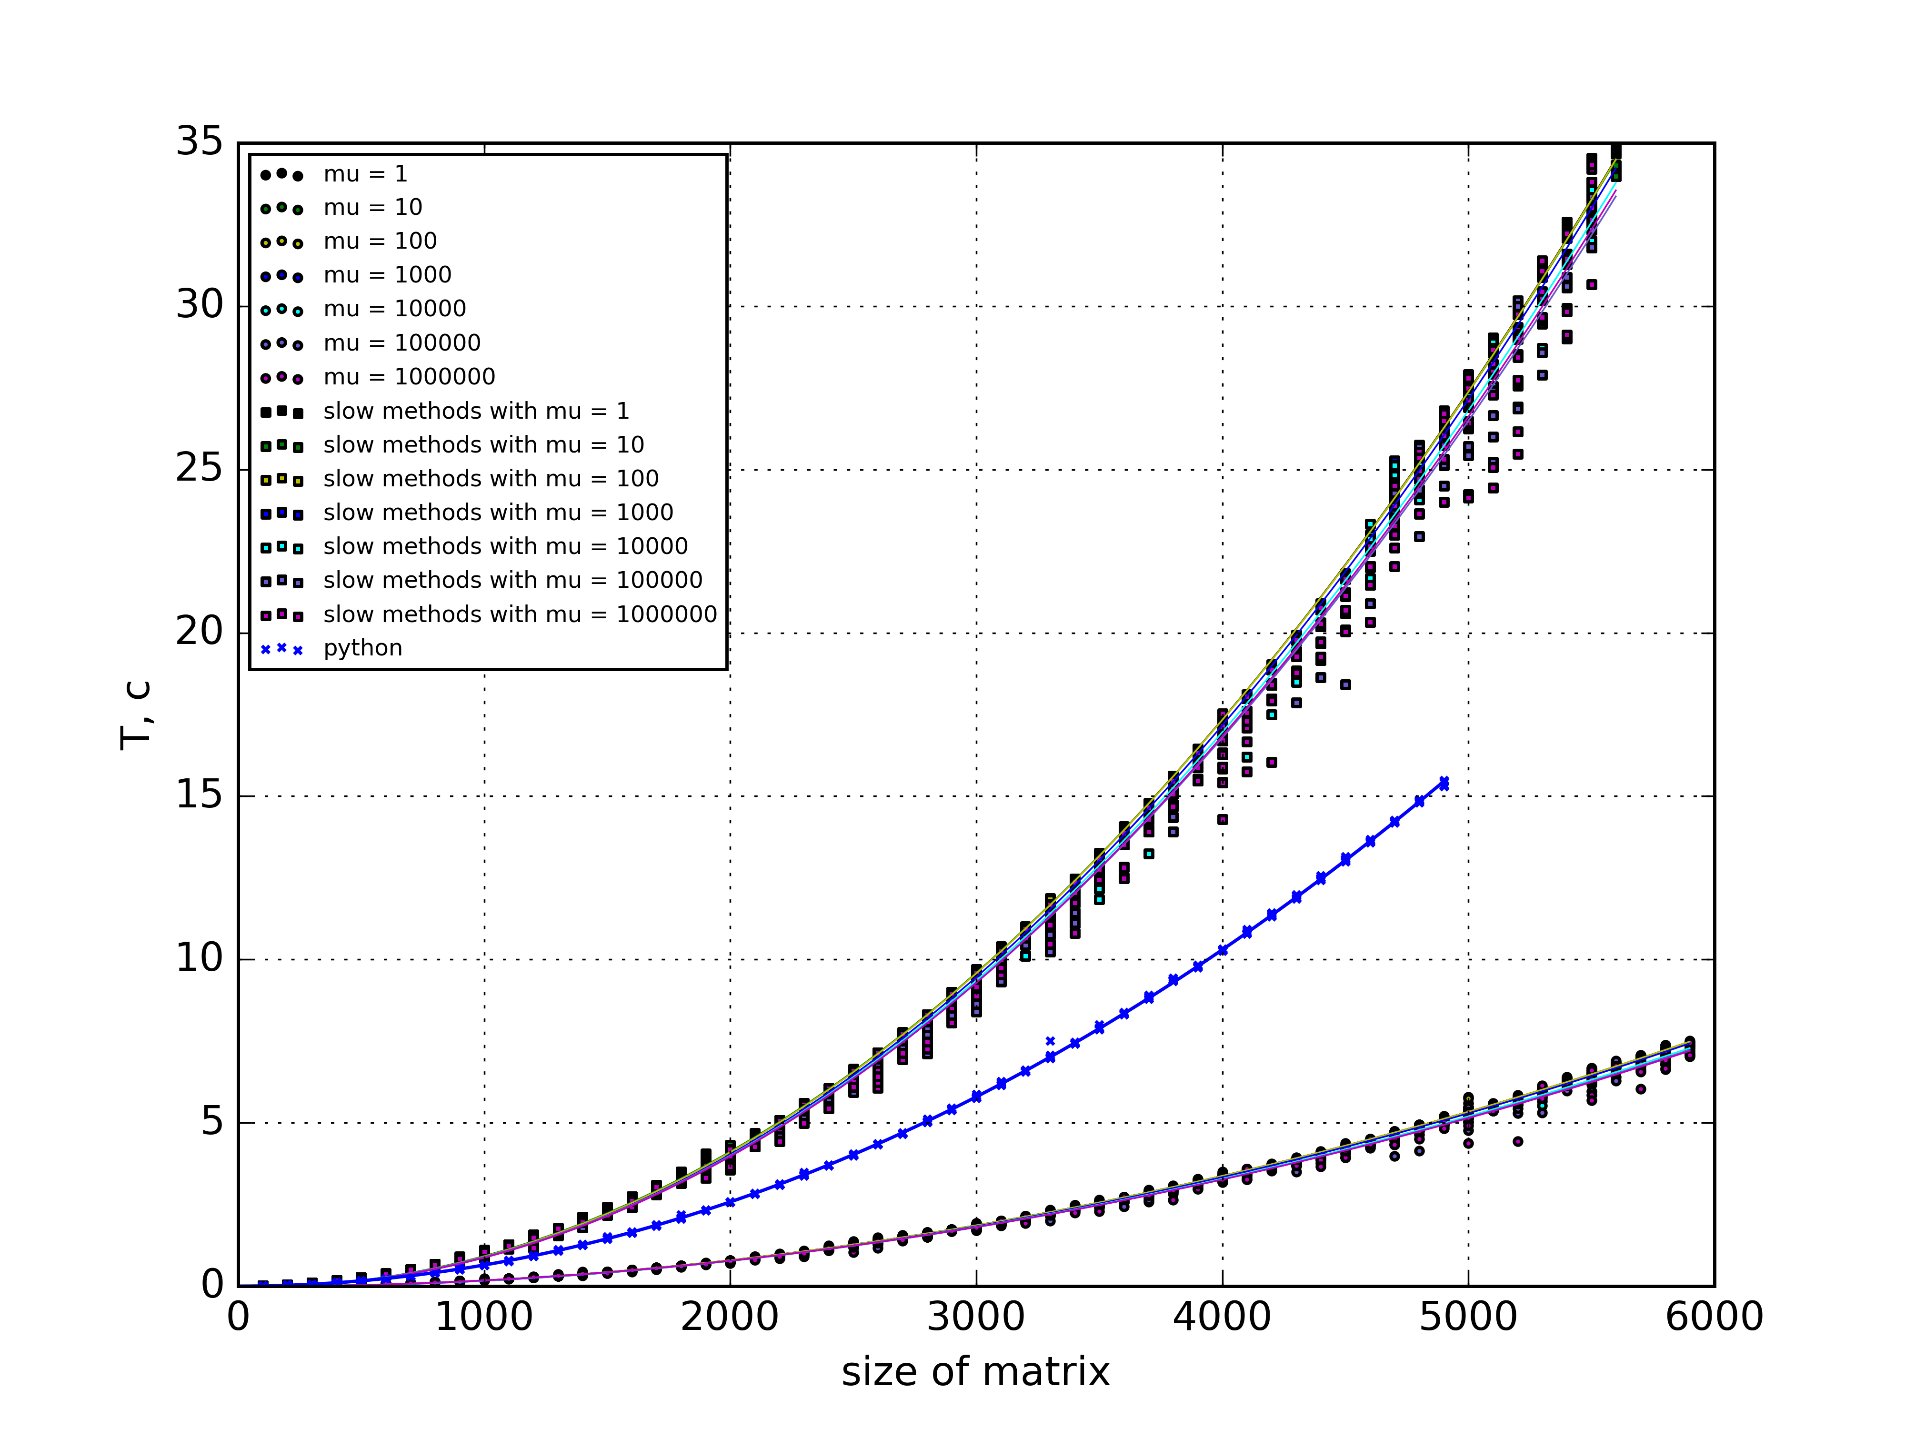 35
30
25
20
15
10
5
0
T, c
mu = 1
mu = 10
mu = 100
mu = 1000
mu = 10000
mu = 100000
mu = 1000000
slow methods with mu = 1
slow methods with mu = 10
slow methods with mu = 100
slow methods with mu = 1000
slow methods with mu = 10000
slow methods with mu = 100000
slow methods with mu = 1000000
python
0 1000 2000 3000 4000 5000 6000
size of matrix